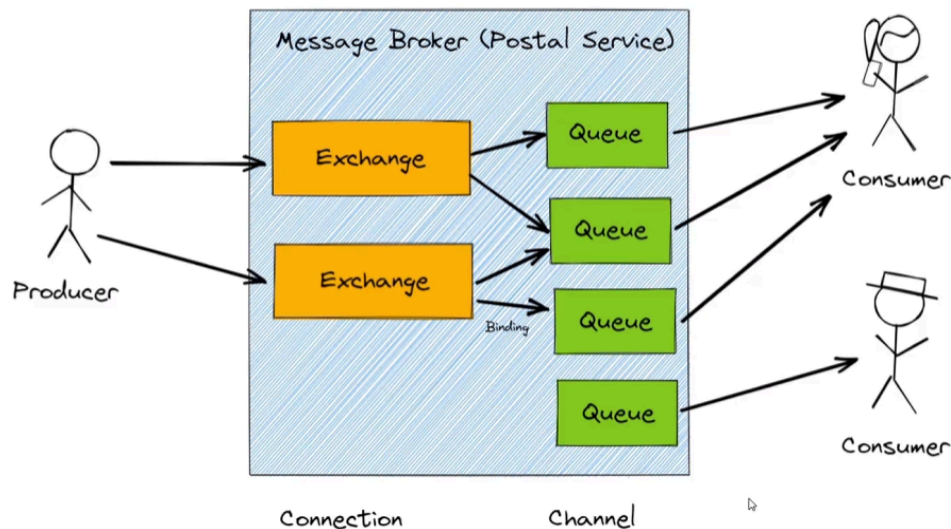 Message Broker (Postal Service)
Exchange
Queue
Queue
Exchange
Binding
Queue
Queue
Producer
Consumer
Consumer
Connection
Channel